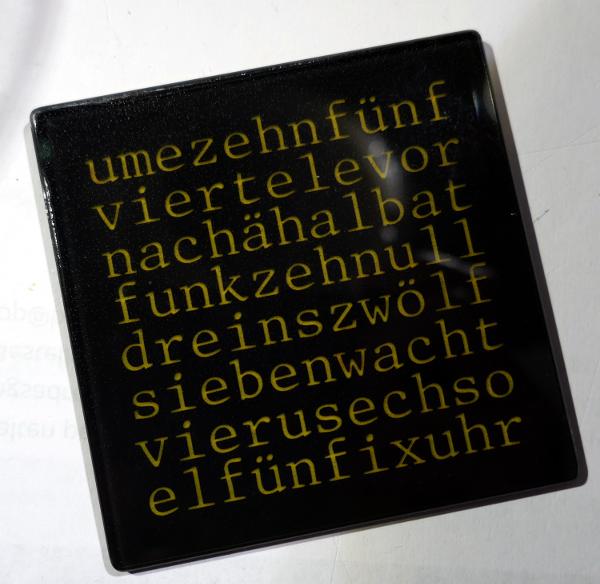 umezehnfünf
viertelevor
nachähalbat
funkzehnull
dreinszwölf
siebenwacht
vierusechso
elfünfixuhr